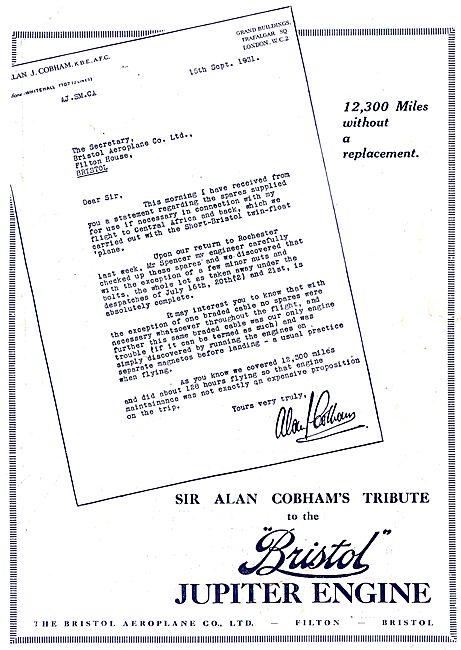 GRAND BUILDINGS,
TRAFALGAR SQ
LONDON, W.C.2
LAN J. COBHAM, K.B.E., A.F.C.
15th Sept. 1931.
AJ.SM.CA
The Secretary,
Bristol Aeroplane Co. Ltd.,
Filton House,
BRISTOL
Dear Sir,
This morning I have received from
you a statement regarding the spares supplied
for use if necessary in connection with my
flight to Central Africa and back, which we
carried out with the Short-Bristol twin-float
'plane.
Upon our return to Rochester
last week, Mr Spencer my engineer carefully
checked up these spares and we discovered that
with the exception of a few minor nuts and
bolts, the whole lot as taken away under the
despatches of July 16th, 20th(2) and 21st, is
absolutely complete.
It may interest you to know that with
the exception of one braded cable no spares were
necessary whatsoever throughout the flight, and
further this same braded cable was our only engine
trouble (if it can be termed as such) and was
simply discovered by running the engines on
separate magnetos before landing - a usual practice
when flying.
As you know we covered 12,300 miles
and did about 128 hours flying so that engine
maintainance was not exactly an expensive proposition
on the trip.
Yours very truly,
Alan J Cobham
12,300 Miles
without
a
replacement.
SIR ALAN COBHAM'S TRIBUTE
to the
"Bristol"
JUPITER ENGINE
THE BRISTOL AEROPLANE CO., LTD. — FILTON — BRISTOL